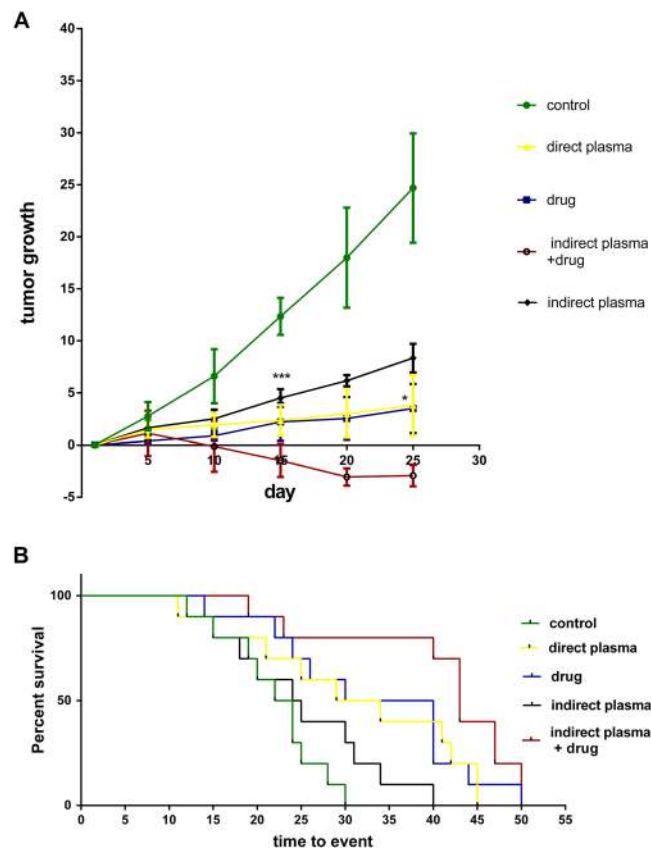 A
tumor growth
40
35
30
25
20
15
10
5
0
-5
5
10
15
20
25
30
day
***
*
control
direct plasma
drug
indirect plasma
+drug
indirect plasma
B
Percent survival
100
50
0
0
5
10
15
20
25
30
35
40
45
50
55
time to event
control
direct plasma
drug
indirect plasma
indirect plasma
+ drug